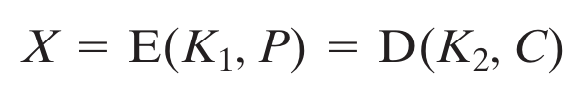 X = E(K₁, P) = D(K₂, C)